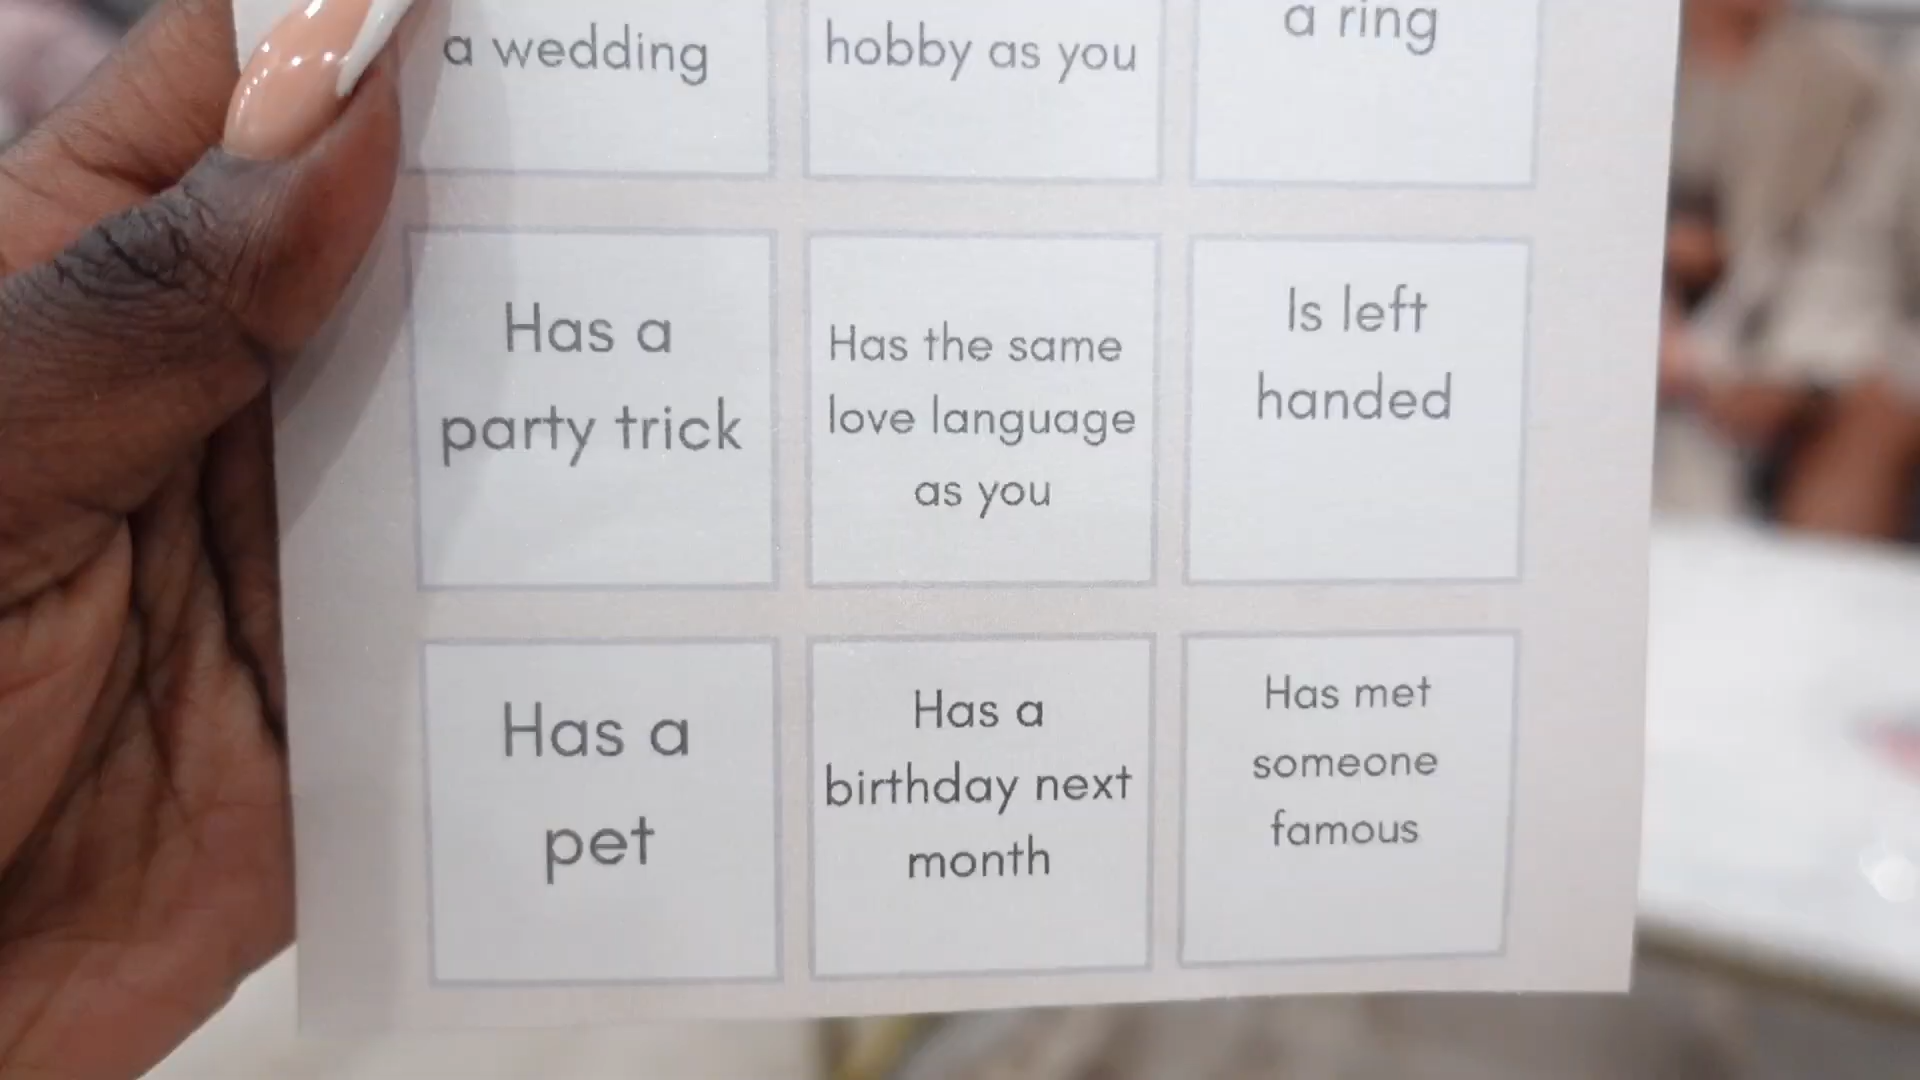 a wedding
hobby as you
a ring
Has a
party trick
Has the same
love language
as you
Is left
handed
Has a
pet
Has a
birthday next
month
Has met
someone
famous